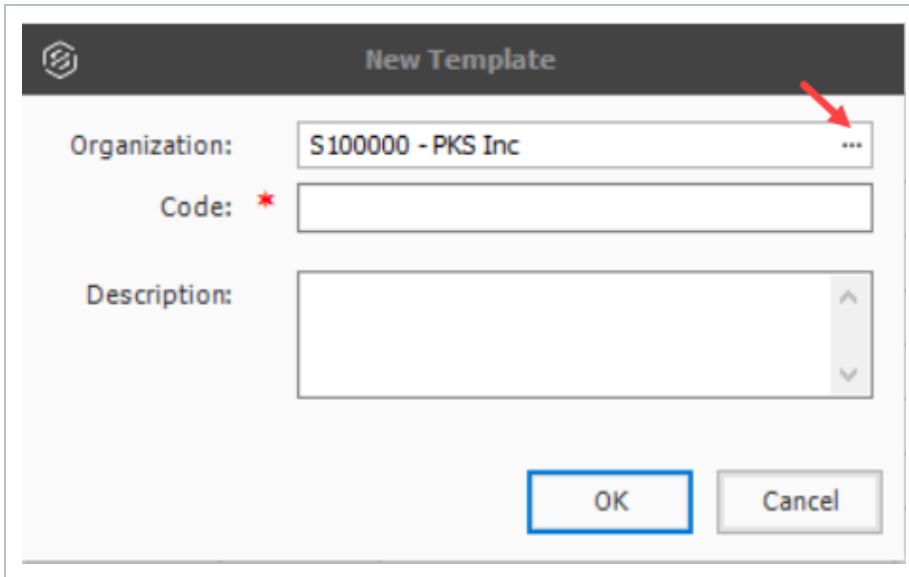 New Template
Organization: S100000 - PKS Inc ...
Code: *
Description:
OK Cancel